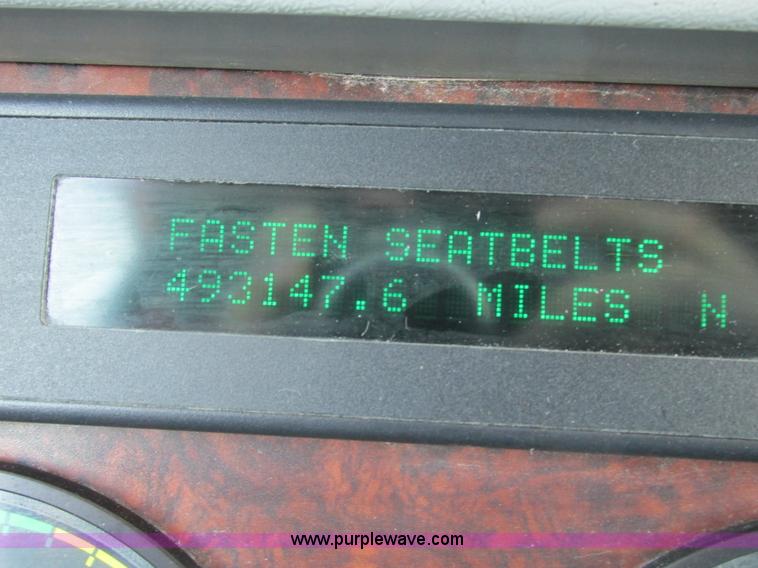 FASTEN SEATBELTS
493147.6 MILES N
www.purplewave.com